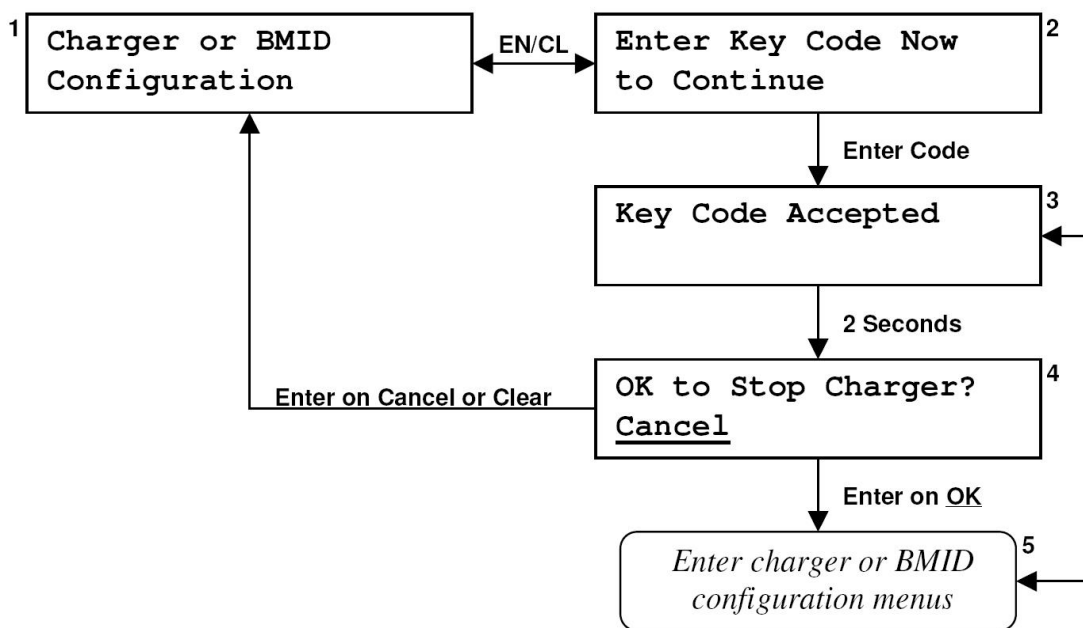 1
Charger or BMID
Configuration
EN/CL
2
Enter Key Code Now
to Continue
Enter Code
3
Key Code Accepted
2 Seconds
4
OK to Stop Charger?
Cancel
Enter on Cancel or Clear
Enter on OK
5
Enter charger or BMID
configuration menus